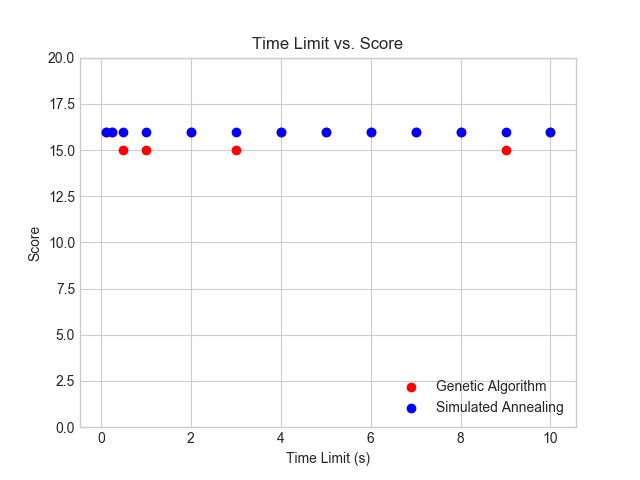 Time Limit vs. Score
20.0
17.5
15.0
12.5
10.0
7.5
5.0
2.5
0.0
Score
Genetic Algorithm
Simulated Annealing
0 2 4 6 8 10
Time Limit (s)